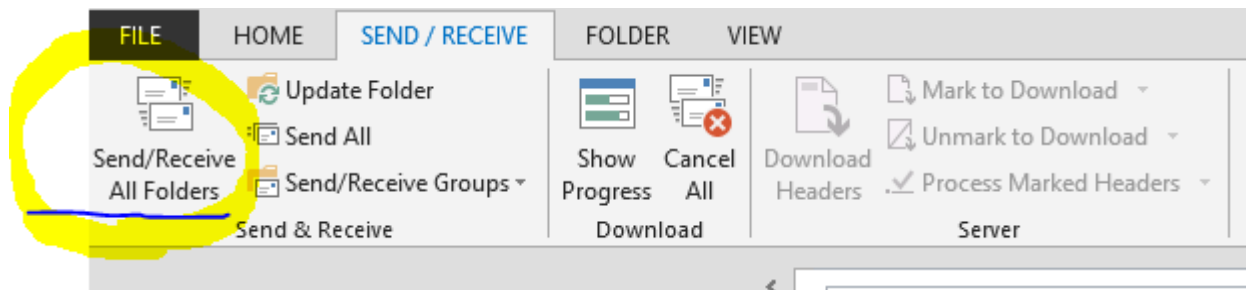 FILE HOME SEND / RECEIVE FOLDER VIEW
Send/Receive
All Folders
Update Folder
Send All
Send/Receive Groups
Send & Receive
Show
Progress
Cancel
All
Download
Download
Headers
Mark to Download
Unmark to Download
Process Marked Headers
Server